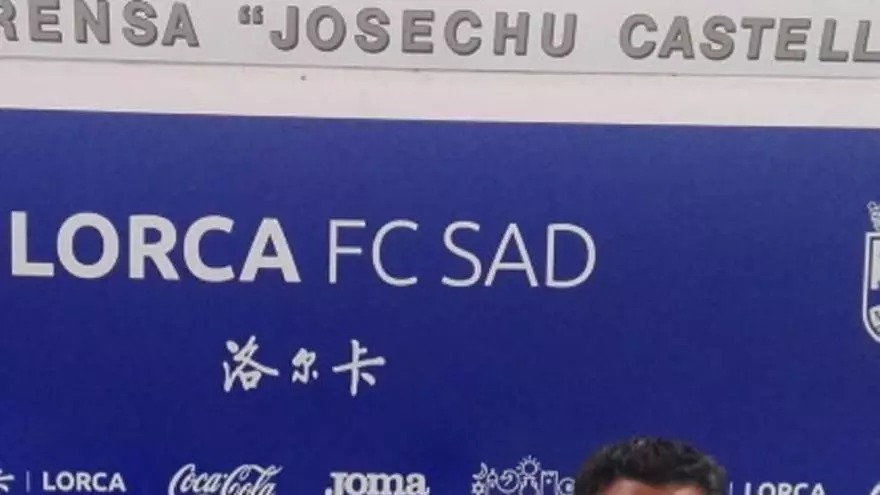 RENSA “JOSECHU CASTELL
LORCA FC SAD
洛尔卡
LORCA Coca-Cola Joma LORCA